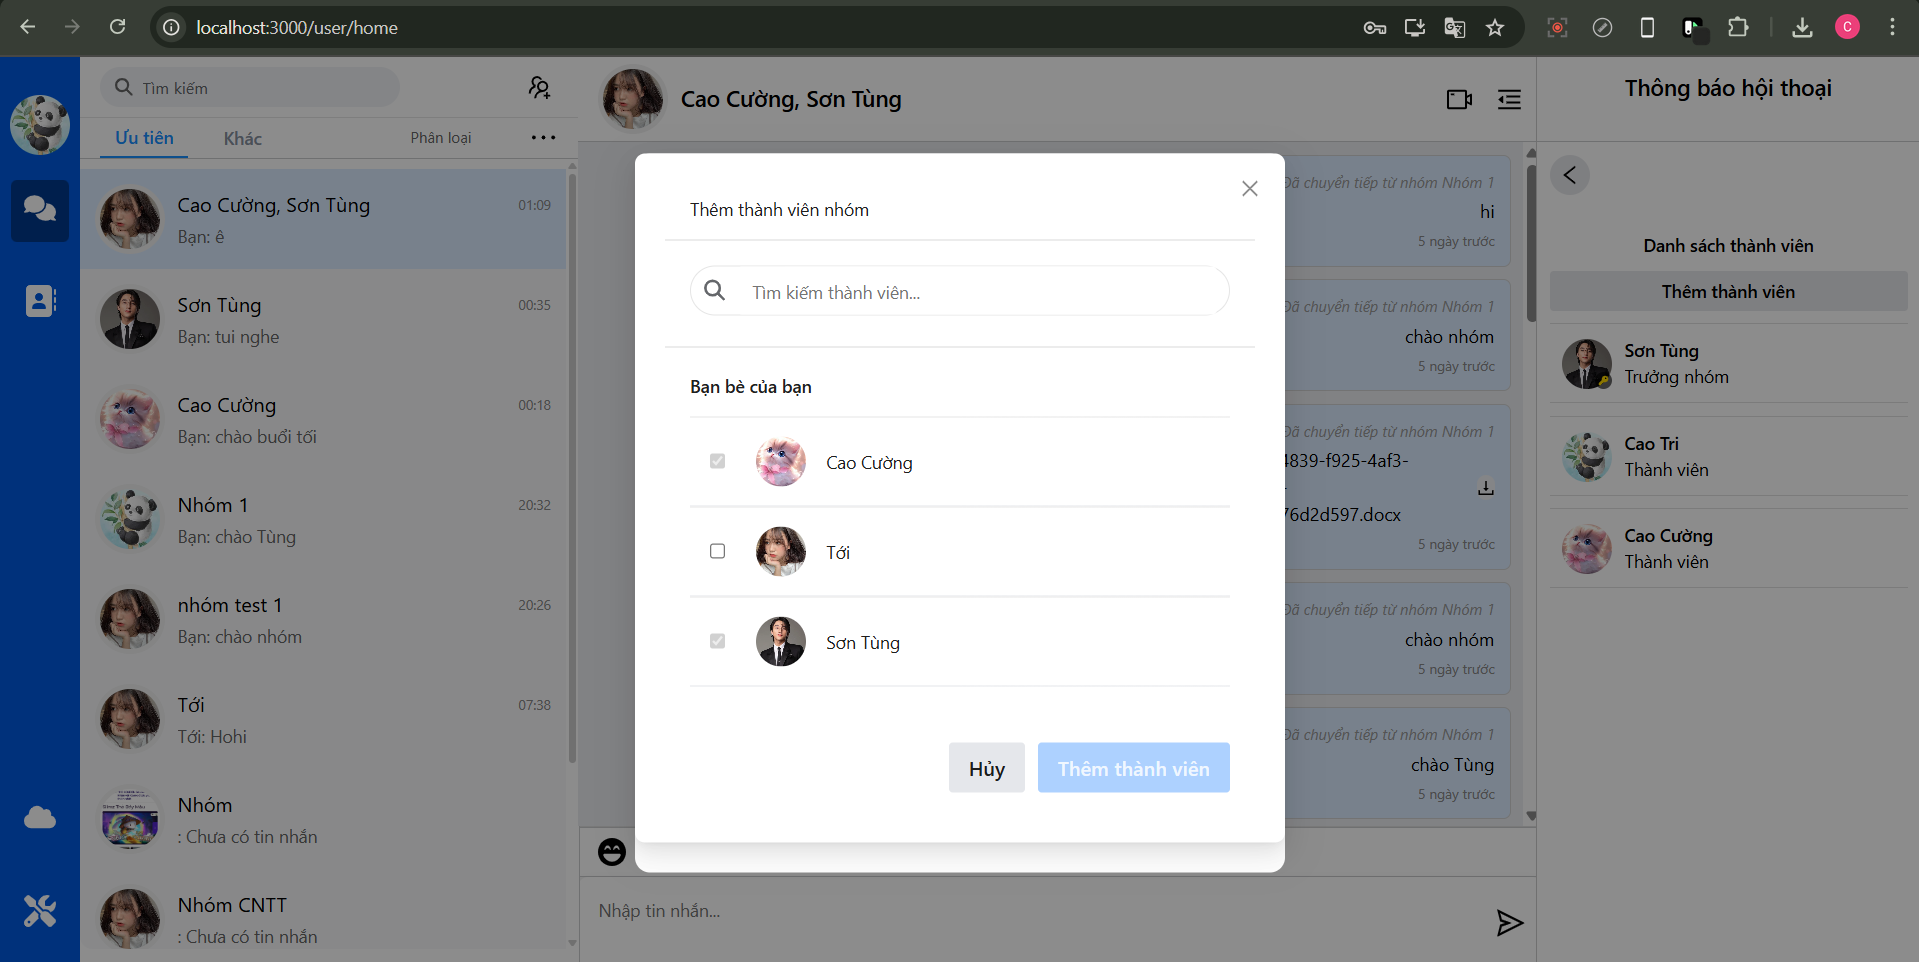 localhost:3000/user/home
C
Tìm kiếm
Ưu tiên
Khác
Phân loại
Cao Cường, Sơn Tùng
01:09
Bạn: ê
Sơn Tùng
00:35
Bạn: tui nghe
Cao Cường
00:18
Bạn: chào buổi tối
Nhóm 1
20:32
Bạn: chào Tùng
nhóm test 1
20:26
Bạn: chào nhóm
Tới
07:38
Tới: Hohi
Nhóm
: Chưa có tin nhắn
Nhóm CNTT
: Chưa có tin nhắn
Cao Cường, Sơn Tùng
Đã chuyển tiếp từ nhóm Nhóm 1
hi
5 ngày trước
Đã chuyển tiếp từ nhóm Nhóm 1
chào nhóm
5 ngày trước
Đã chuyển tiếp từ nhóm Nhóm 1
4839-f925-4af3-
76d2d597.docx
5 ngày trước
Đã chuyển tiếp từ nhóm Nhóm 1
chào nhóm
5 ngày trước
Đã chuyển tiếp từ nhóm Nhóm 1
chào Tùng
5 ngày trước
Nhập tin nhắn...
Thêm thành viên nhóm
Tìm kiếm thành viên...
Bạn bè của bạn
Cao Cường
Tới
Sơn Tùng
Hủy
Thêm thành viên
Thông báo hội thoại
Danh sách thành viên
Thêm thành viên
Sơn Tùng
Trưởng nhóm
Cao Tri
Thành viên
Cao Cường
Thành viên